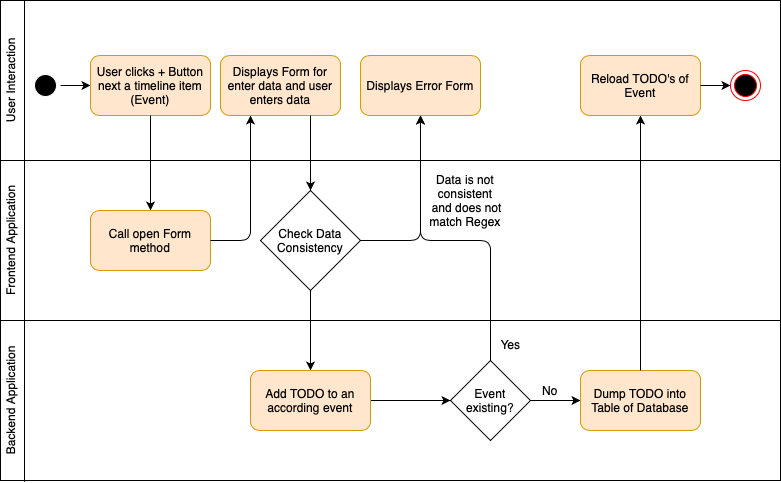 User Interaction
User clicks + Button
next a timeline item
(Event)
Displays Form for
enter data and user
enters data
Displays Error Form
Reload TODO's of
Event
Frontend Application
Call open Form
method
Check Data
Consistency
Data is not
consistent
and does not
match Regex
Backend Application
Add TODO to an
according event
Yes
Event
existing?
No
Dump TODO into
Table of Database